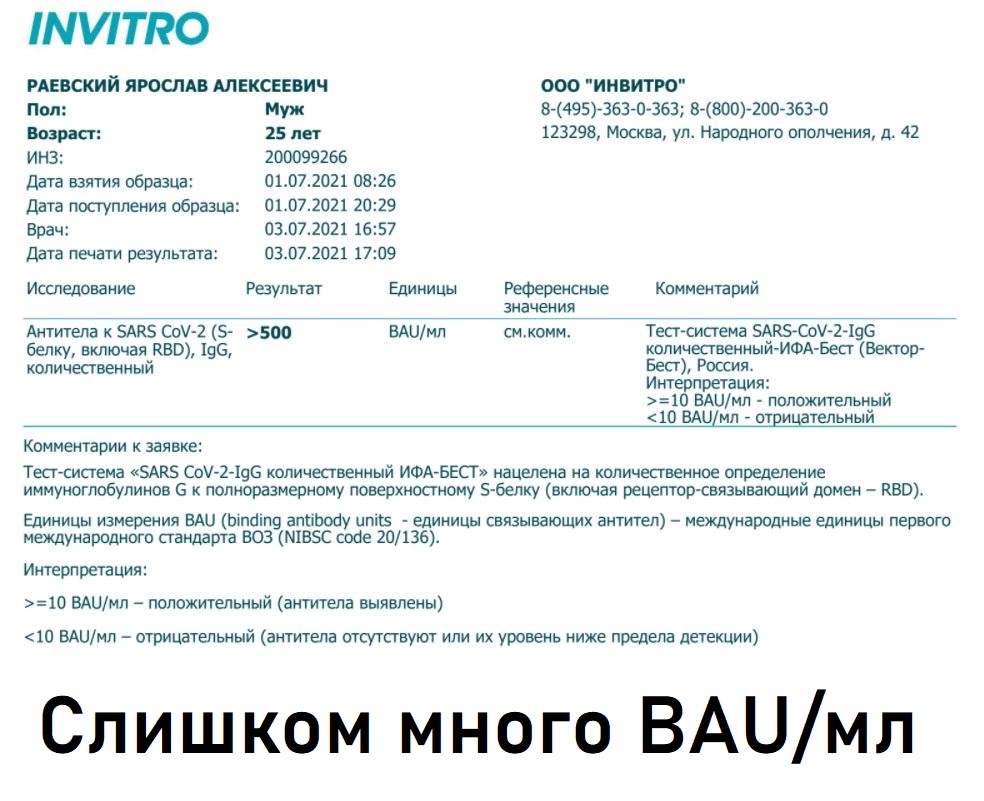 INVITRO
РАЕВСКИЙ ЯРОСЛАВ АЛЕКСЕЕВИЧ
Пол: Муж
Возраст: 25 лет
ИНЗ: 200099266
Дата взятия образца: 01.07.2021 08:26
Дата поступления образца: 01.07.2021 20:29
Врач: 03.07.2021 16:57
Дата печати результата: 03.07.2021 17:09
ООО "ИНВИТРО"
8-(495)-363-0-363; 8-(800)-200-363-0
123298, Москва, ул. Народного ополчения, д. 42
Исследование Результат Единицы Референсные значения Комментарий
Антитела к SARS CoV-2 (S-
белку, включая RBD), IgG,
количественный
>500
BAU/мл
см.комм.
Тест-система SARS-CoV-2-IgG
количественный-ИФА-Бест (Вектор-
Бест), Россия.
Интерпретация:
>=10 BAU/мл - положительный
<10 BAU/мл - отрицательный
Комментарии к заявке:
Тест-система «SARS CoV-2-IgG количественный ИФА-БЕСТ» нацелена на количественное определение
иммуноглобулинов G к полноразмерному поверхностному S-белку (включая рецептор-связывающий домен – RBD).
Единицы измерения BAU (binding antibody units - единицы связывающих антител) – международные единицы первого
международного стандарта ВОЗ (NIBSC code 20/136).
Интерпретация:
>=10 BAU/мл – положительный (антитела выявлены)
<10 BAU/мл – отрицательный (антитела отсутствуют или их уровень ниже предела детекции)
Слишком много BAU/мл